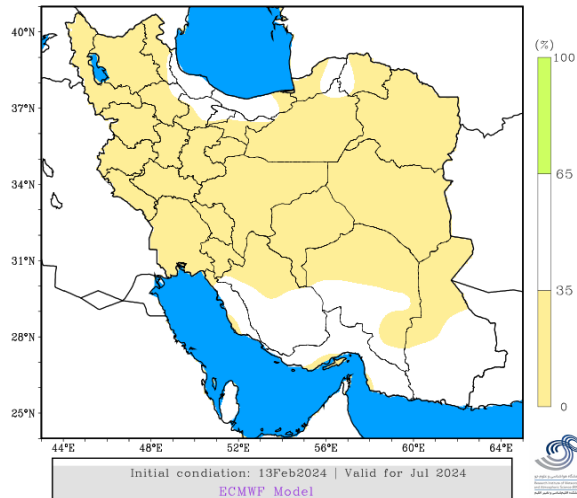 (%)
100
65
35
0
40°N
37°N
34°N
31°N
28°N
25°N
44°E
48°E
52°E
56°E
60°E
64°E
Initial condiation: 13Feb2024 | Valid for Jul 2024
ECMWF Model